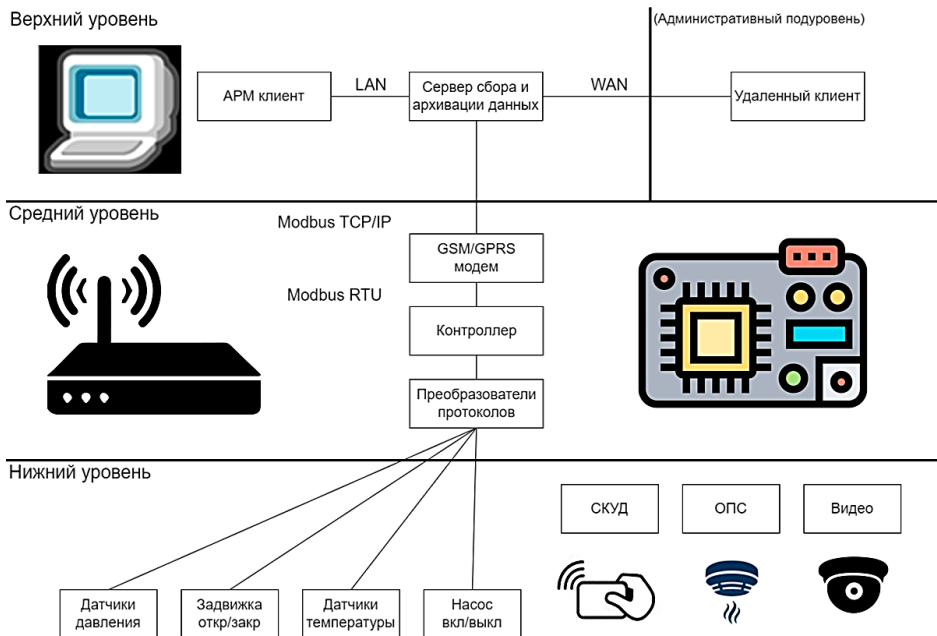 Верхний уровень
(Административный подуровень)
АРМ клиент
LAN
Сервер сбора и
архивации данных
WAN
Удаленный клиент
Средний уровень
Modbus TCP/IP
GSM/GPRS
модем
Modbus RTU
Контроллер
Преобразователи
протоколов
Нижний уровень
СКУД
ОПС
Видео
Датчики
давления
Задвижка
откр/закр
Датчики
температуры
Насос
вкл/выкл